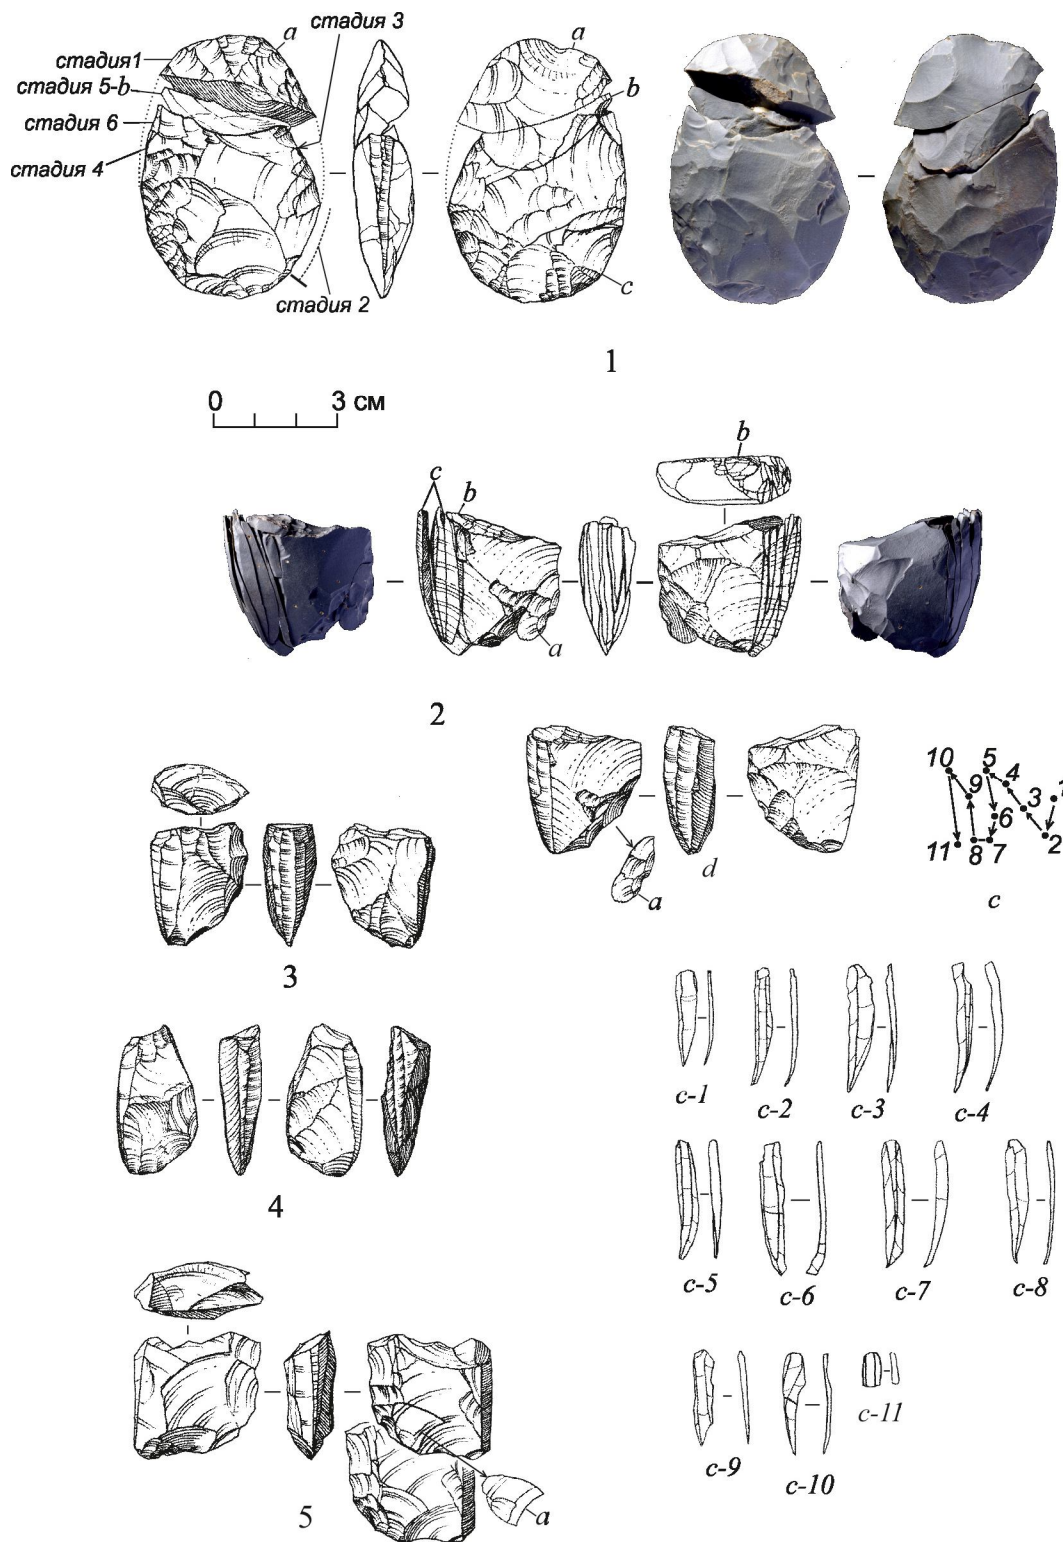 стадия 3
a
a
стадия1
стадия 5-b
b
стадия 6
стадия 4
c
стадия 2
1
0 3 см
b
c
b
a
2
10 5 4 1
9 3
6
11 8 7 2
c
d
a
3
c-1 c-2 c-3 c-4
4
c-5 c-6 c-7 c-8
c-11
c-9 c-10
5
a